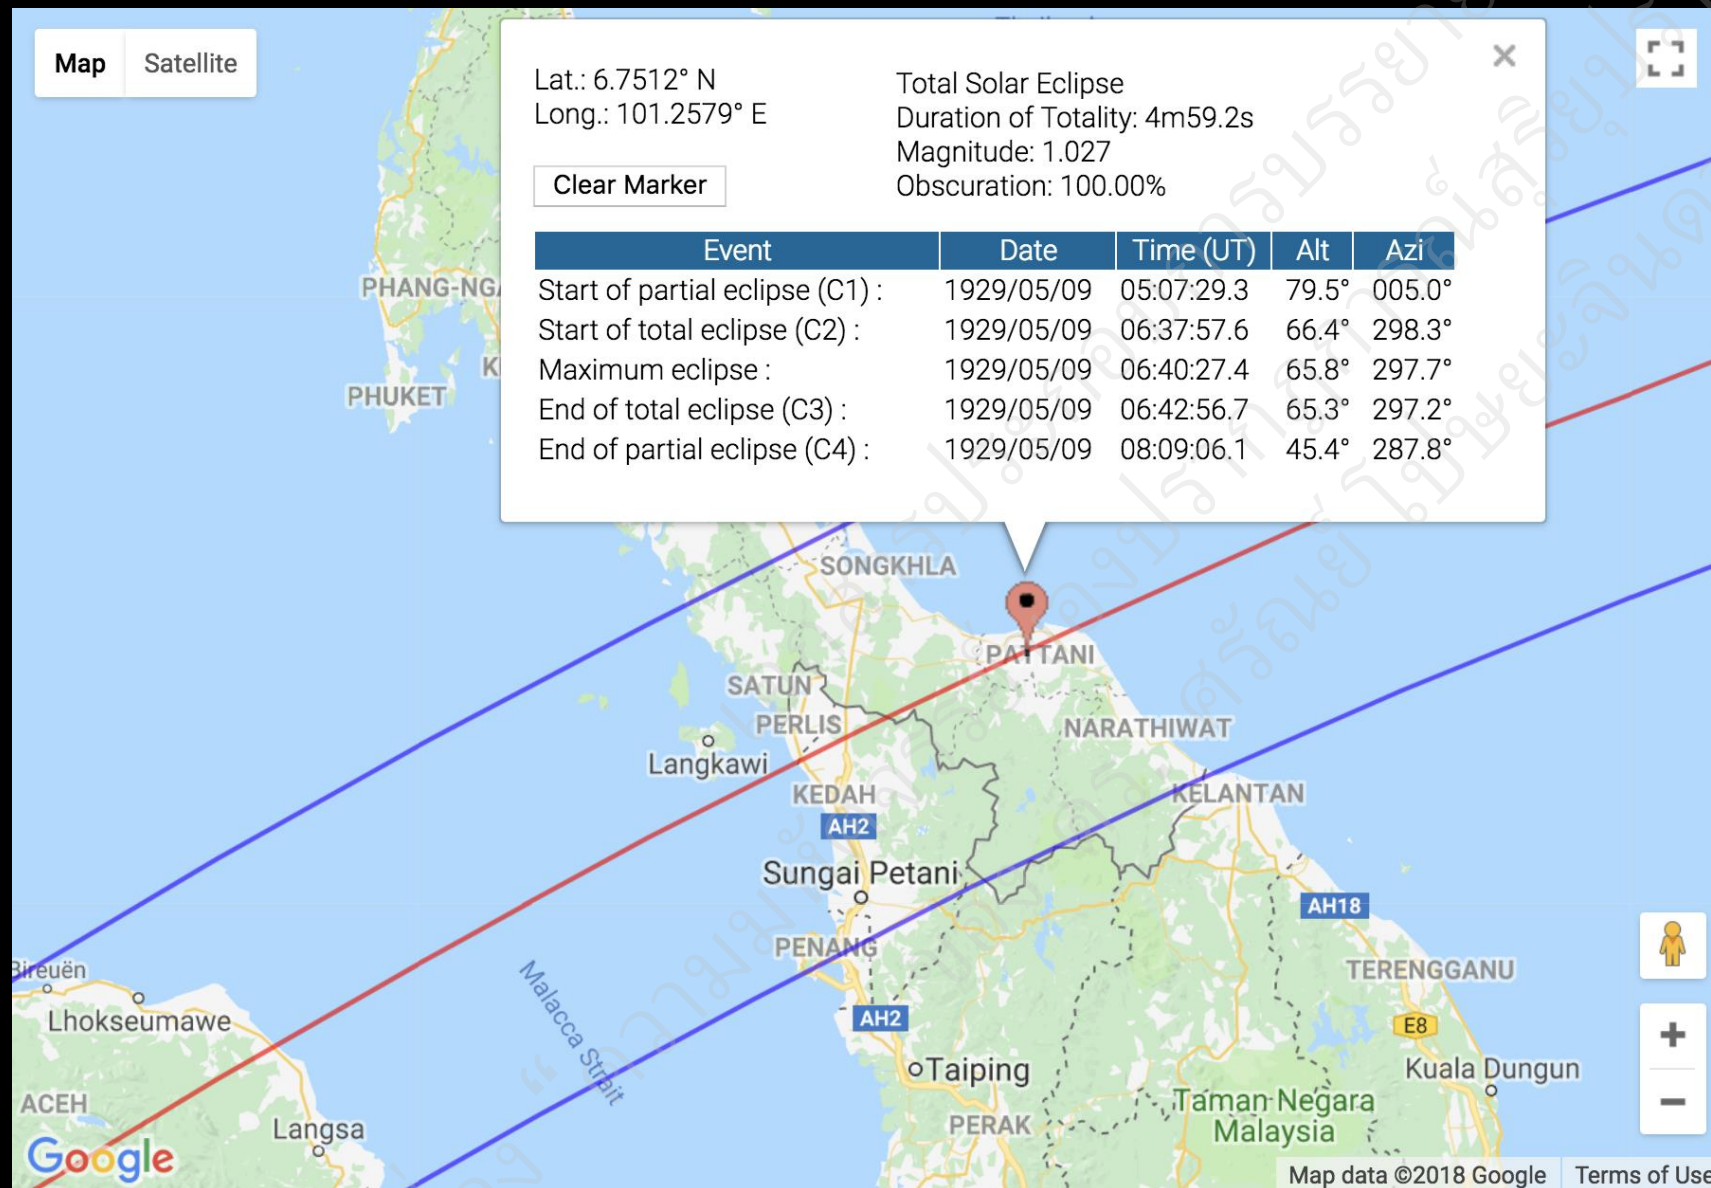 Map Satellite
Lat.: 6.7512° N
Long.: 101.2579° E
Clear Marker
Total Solar Eclipse
Duration of Totality: 4m59.2s
Magnitude: 1.027
Obscuration: 100.00%
Event Date Time (UT) Alt Azi
Start of partial eclipse (C1) : 1929/05/09 05:07:29.3 79.5° 005.0°
Start of total eclipse (C2) : 1929/05/09 06:37:57.6 66.4° 298.3°
Maximum eclipse : 1929/05/09 06:40:27.4 65.8° 297.7°
End of total eclipse (C3) : 1929/05/09 06:42:56.7 65.3° 297.2°
End of partial eclipse (C4) : 1929/05/09 08:09:06.1 45.4° 287.8°
PHANG-NGA
PHUKET
SONGKHLA
PATTANI
SATUN
PERLIS
NARATHIWAT
Langkawi
KEDAH
KELANTAN
AH2
Sungai Petani
AH18
PENANG
Bireuën
TERENGGANU
Malacca Strait
Lhokseumawe
AH2
E8
Taiping
Kuala Dungun
ACEH
Taman Negara
Malaysia
Langsa
PERAK
Google
Map data ©2018 Google Terms of Use